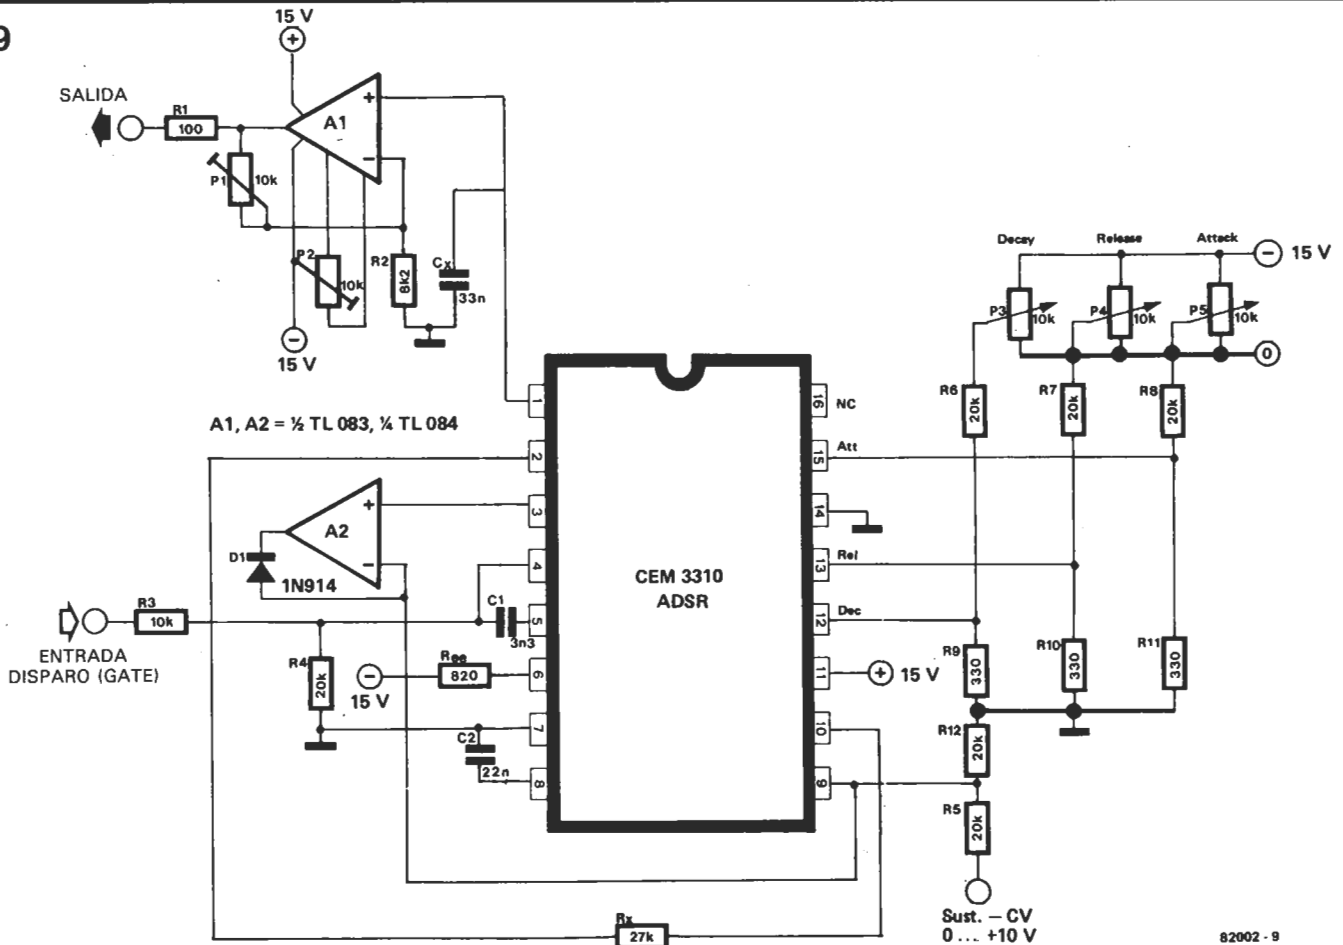 9
15 V
+
SALIDA
R1
100
A1
+
−
P1
10k
P2
10k
R2
8k2
Cx
33n
−
15 V
A1, A2 = ½ TL 083, ¼ TL 084
A2
+
−
D1
1N914
R3
10k
ENTRADA
DISPARO (GATE)
R4
20k
C1
3n3
Ree
820
−
15 V
C2
22n
1
2
3
4
5
6
7
8
CEM 3310
ADSR
16
NC
15
Att
14
13
Rel
12
Dec
11
+
15 V
10
9
Decay
Release
Attack
−
15 V
P3
10k
P4
10k
P5
10k
0
R6
20k
R7
20k
R8
20k
R9
330
R10
330
R11
330
R12
20k
R5
20k
Sust. – CV
0 ... +10 V
Rx
27k
82002 - 9